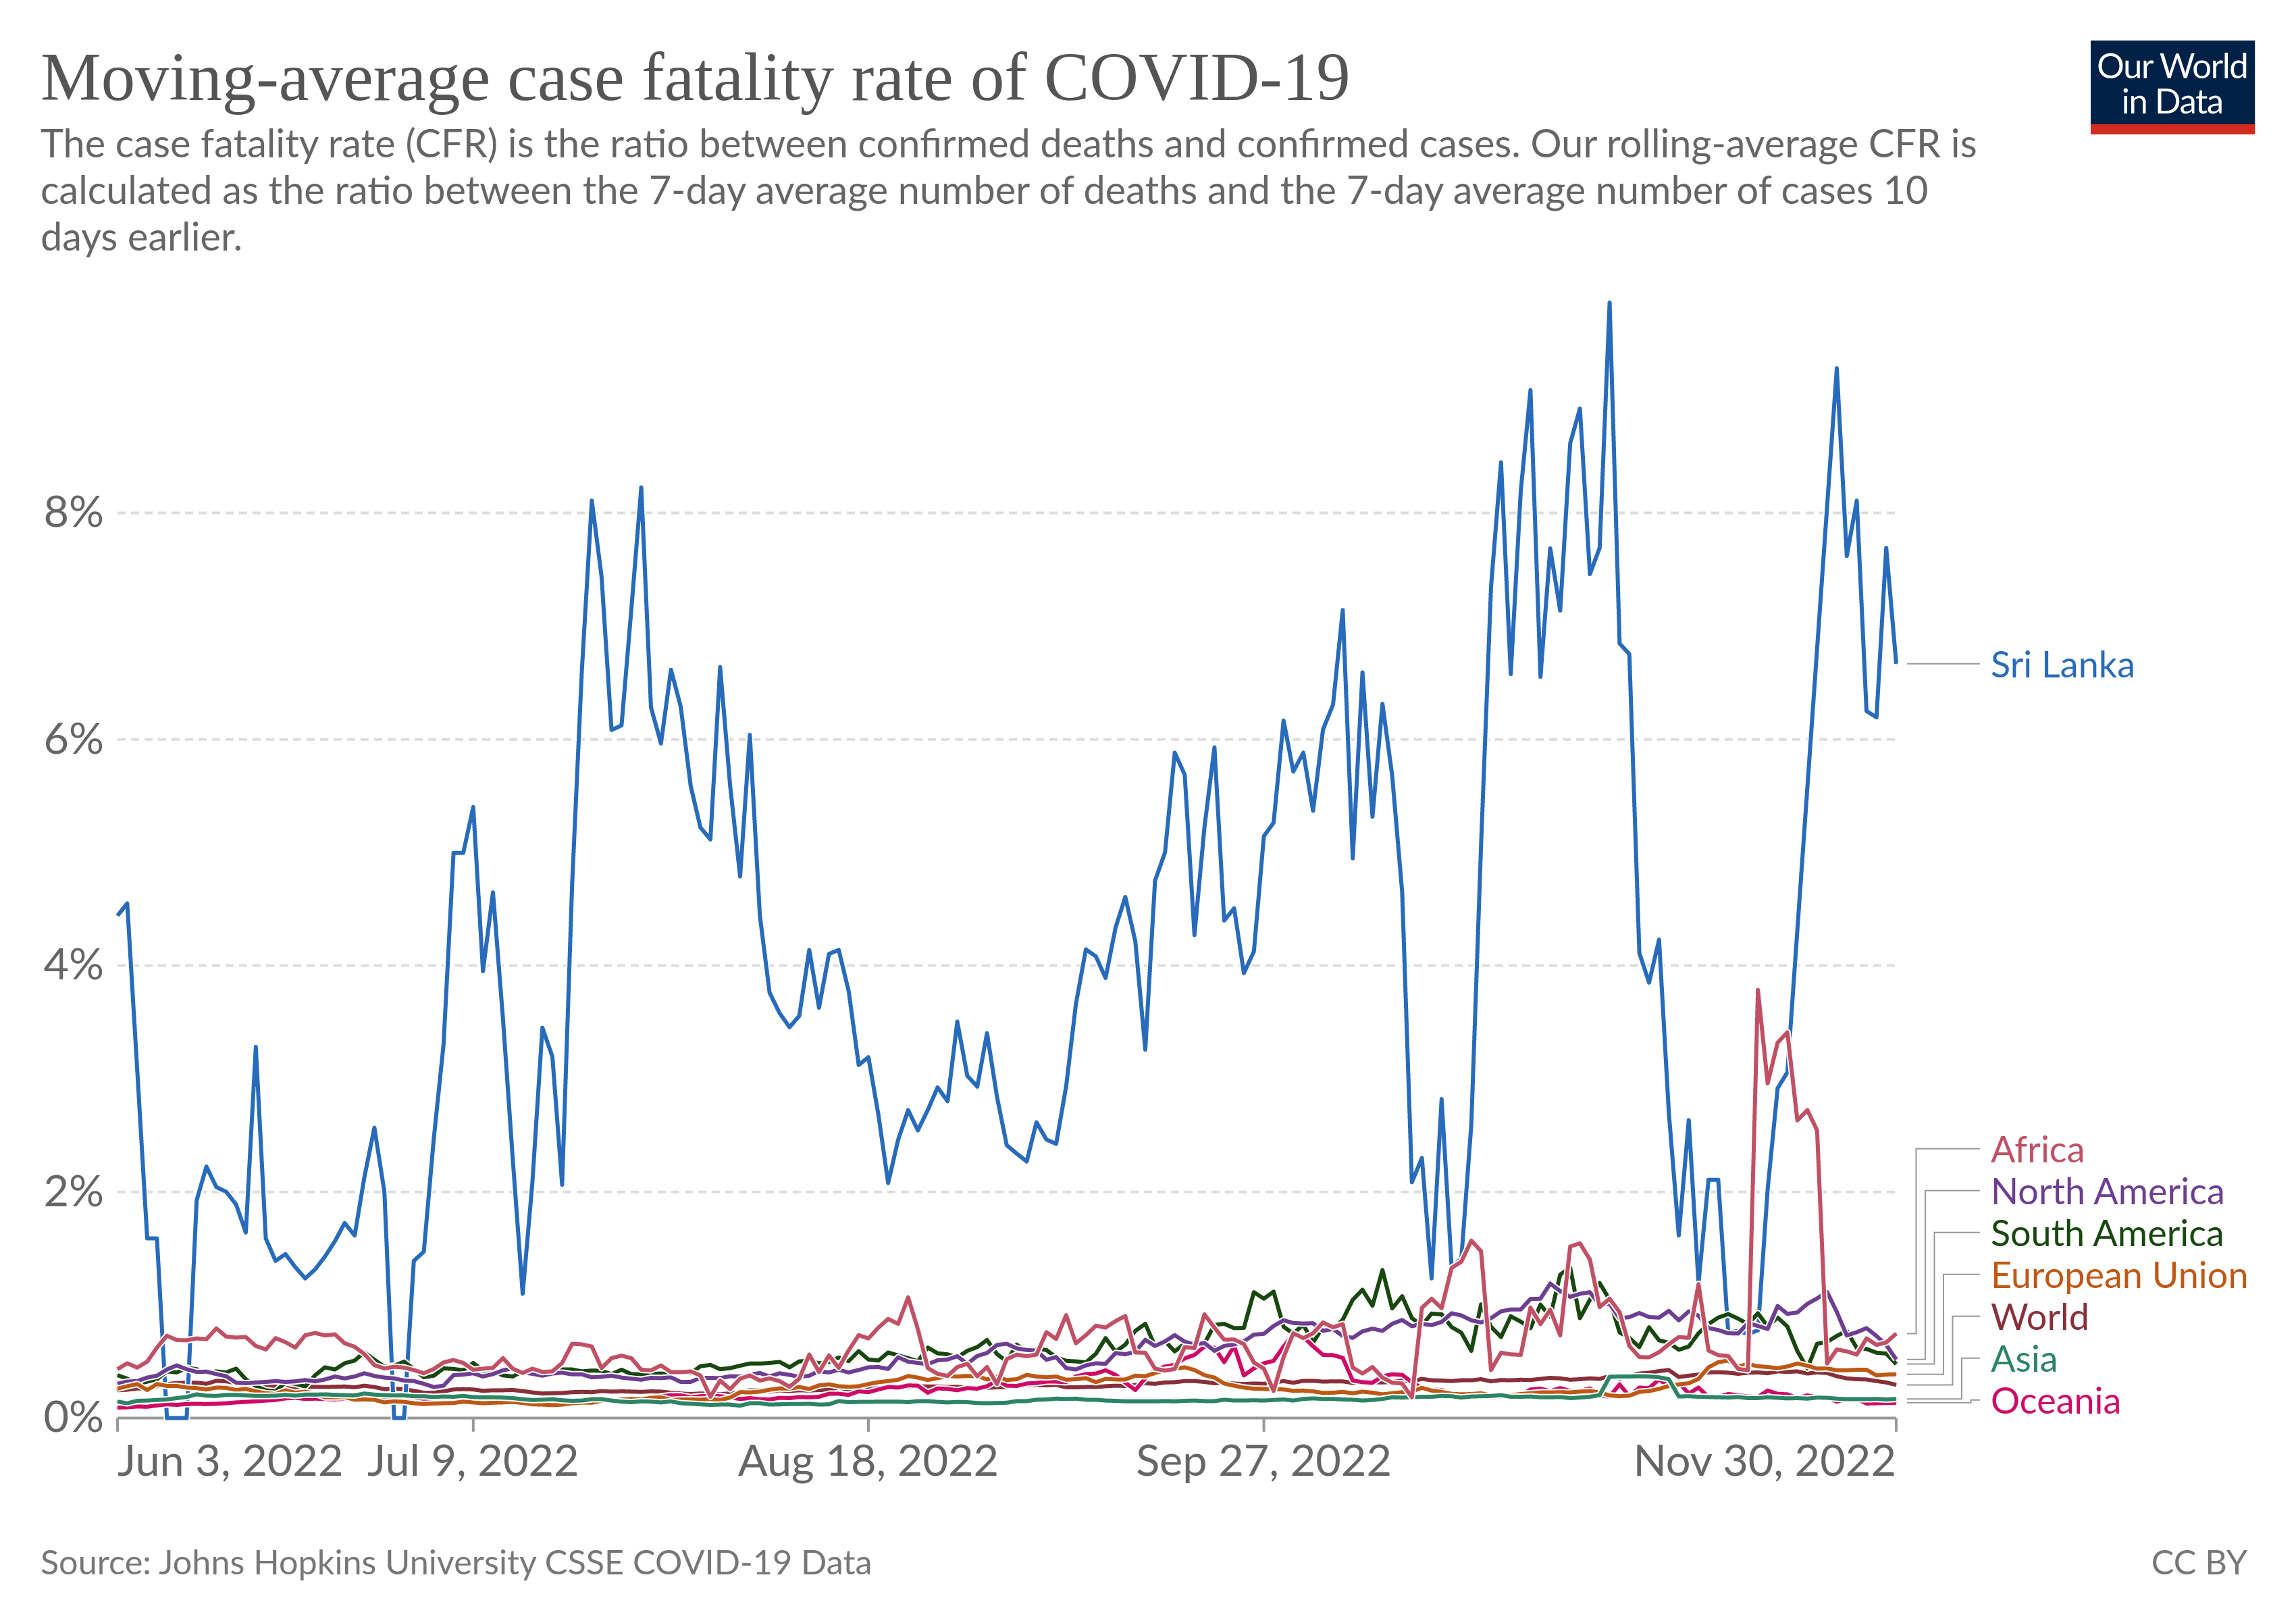 Moving-average case fatality rate of COVID-19
Our World
in Data
The case fatality rate (CFR) is the ratio between confirmed deaths and confirmed cases. Our rolling-average CFR is
calculated as the ratio between the 7-day average number of deaths and the 7-day average number of cases 10
days earlier.
8%
6%
4%
2%
0%
Sri Lanka
Africa
North America
South America
European Union
World
Asia
Oceania
Jun 3, 2022
Jul 9, 2022
Aug 18, 2022
Sep 27, 2022
Nov 30, 2022
Source: Johns Hopkins University CSSE COVID-19 Data
CC BY